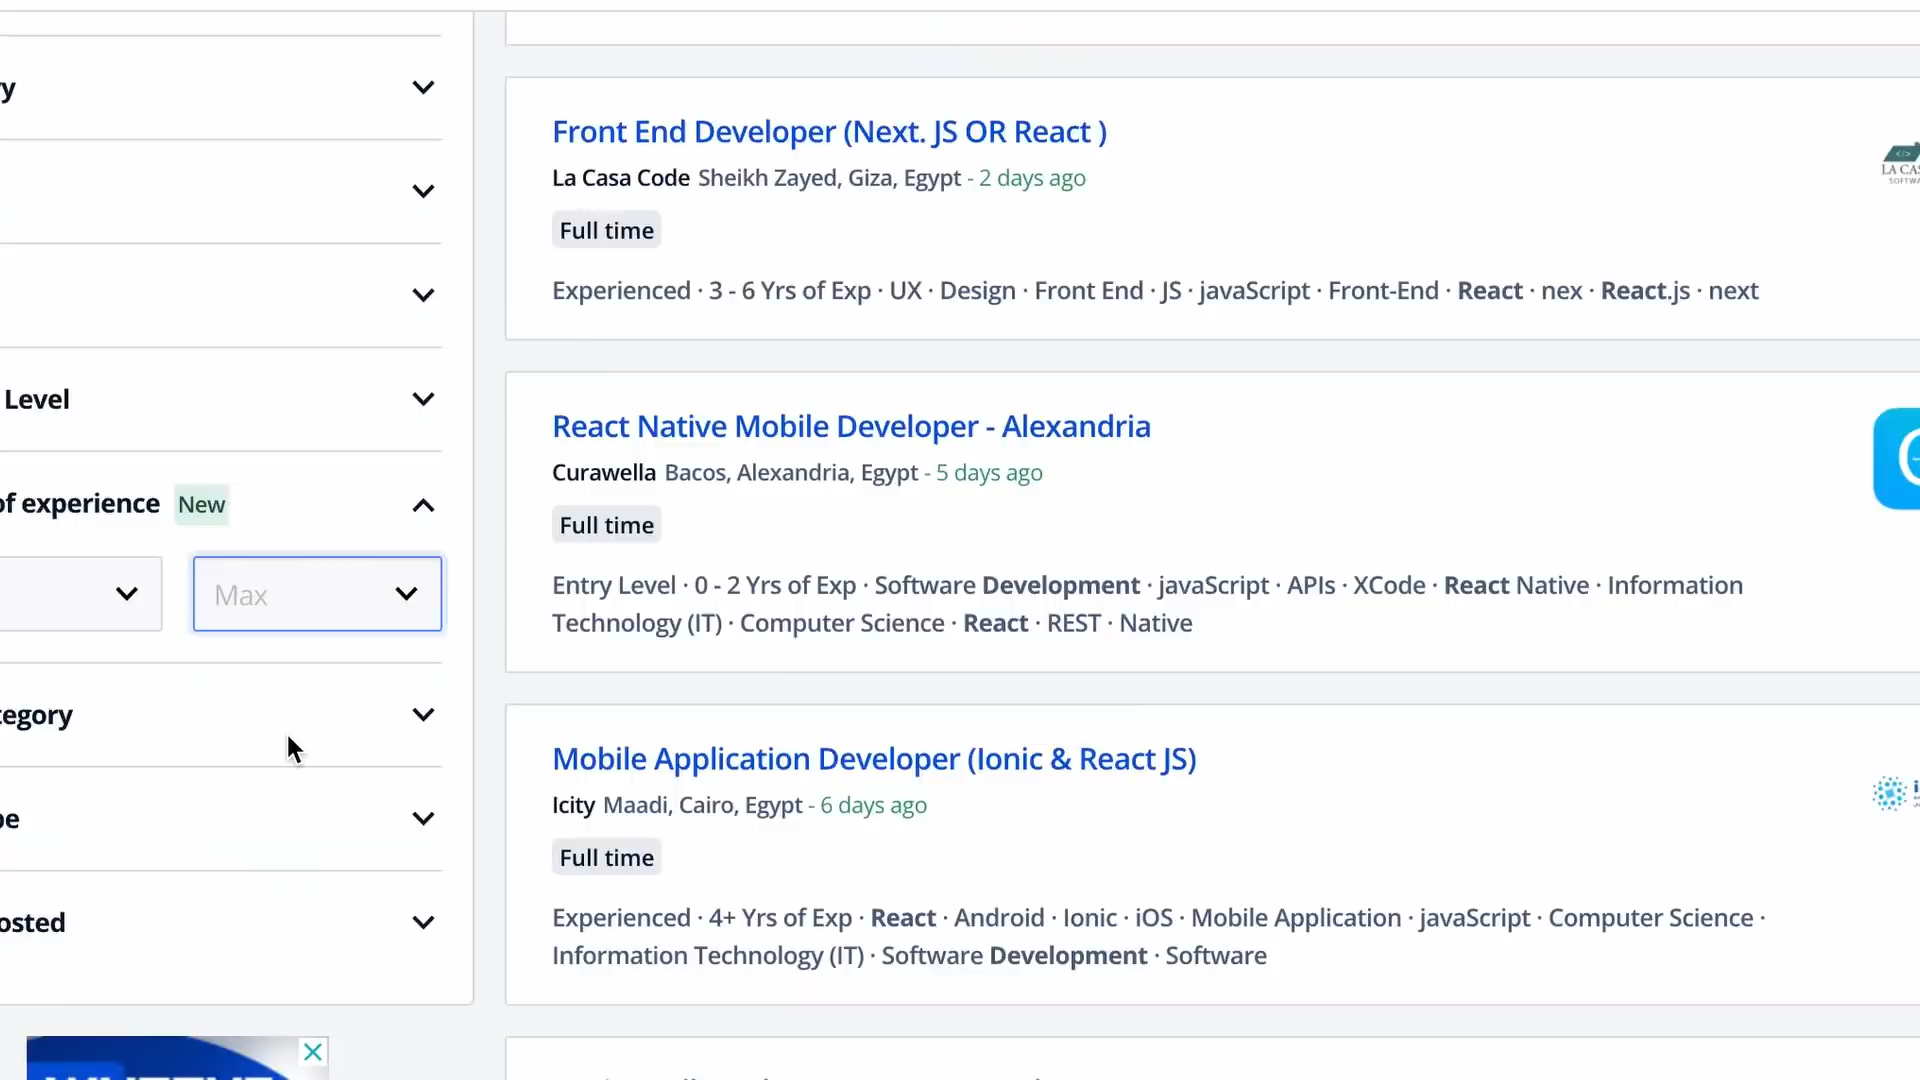 y
Level
of experience New
Max
tegory
pe
osted
Front End Developer (Next. JS OR React )
La Casa Code Sheikh Zayed, Giza, Egypt - 2 days ago
Full time
Experienced · 3 - 6 Yrs of Exp · UX · Design · Front End · JS · javaScript · Front-End · React · nex · React.js · next
LA CAS
SOFTWA
React Native Mobile Developer - Alexandria
Curawella Bacos, Alexandria, Egypt - 5 days ago
Full time
Entry Level · 0 - 2 Yrs of Exp · Software Development · javaScript · APIs · XCode · React Native · Information
Technology (IT) · Computer Science · React · REST · Native
Mobile Application Developer (Ionic & React JS)
Icity Maadi, Cairo, Egypt - 6 days ago
Full time
Experienced · 4+ Yrs of Exp · React · Android · Ionic · iOS · Mobile Application · javaScript · Computer Science ·
Information Technology (IT) · Software Development · Software